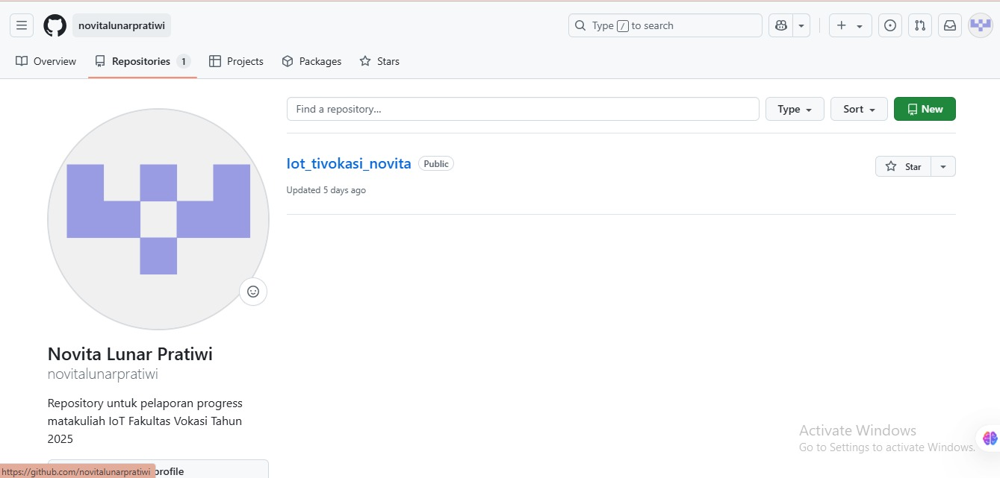 novitalunarpratiwi
Type / to search
Overview
Repositories 1
Projects
Packages
Stars
Find a repository...
Type
Sort
New
Iot_tivokasi_novita Public
Star
Updated 5 days ago
Novita Lunar Pratiwi
novitalunarpratiwi
Repository untuk pelaporan progress
matakuliah IoT Fakultas Vokasi Tahun
2025
profile
https://github.com/novitalunarpratiwi
Activate Windows
Go to Settings to activate Windows.